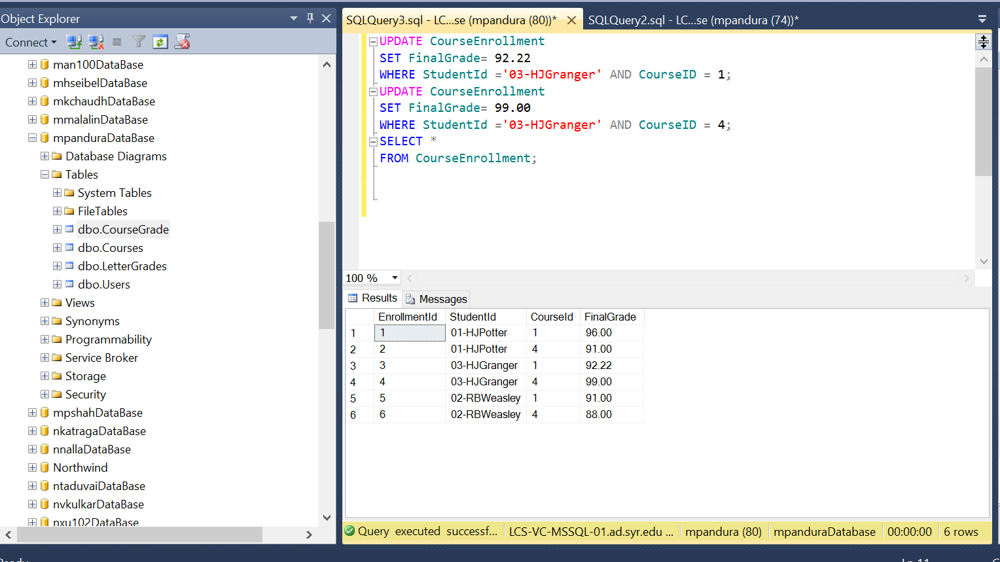 Object Explorer
Connect
man100DataBase
mhseibelDataBase
mkchaudhDataBase
mmalalinDataBase
mpanduraDataBase
Database Diagrams
Tables
System Tables
FileTables
dbo.CourseGrade
dbo.Courses
dbo.LetterGrades
dbo.Users
Views
Synonyms
Programmability
Service Broker
Storage
Security
mpshahDataBase
nkatragaDataBase
nnallaDataBase
Northwind
ntaduvaiDataBase
nvkulkarDataBase
nxu102DataBase
SQLQuery3.sql - LC...se (mpandura (80))* SQLQuery2.sql - LC...se (mpandura (74))*
UPDATE CourseEnrollment
SET FinalGrade= 92.22
WHERE StudentId ='03-HJGranger' AND CourseID = 1;
UPDATE CourseEnrollment
SET FinalGrade= 99.00
WHERE StudentId ='03-HJGranger' AND CourseID = 4;
SELECT *
FROM CourseEnrollment;
100 %
Results Messages
EnrollmentId StudentId CourseId FinalGrade
1 1 01-HJPotter 1 96.00
2 2 01-HJPotter 4 91.00
3 3 03-HJGranger 1 92.22
4 4 03-HJGranger 4 99.00
5 5 02-RBWeasley 1 91.00
6 6 02-RBWeasley 4 88.00
Query executed successf... LCS-VC-MSSQL-01.ad.syr.edu ... mpandura (80) mpanduraDatabase 00:00:00 6 rows